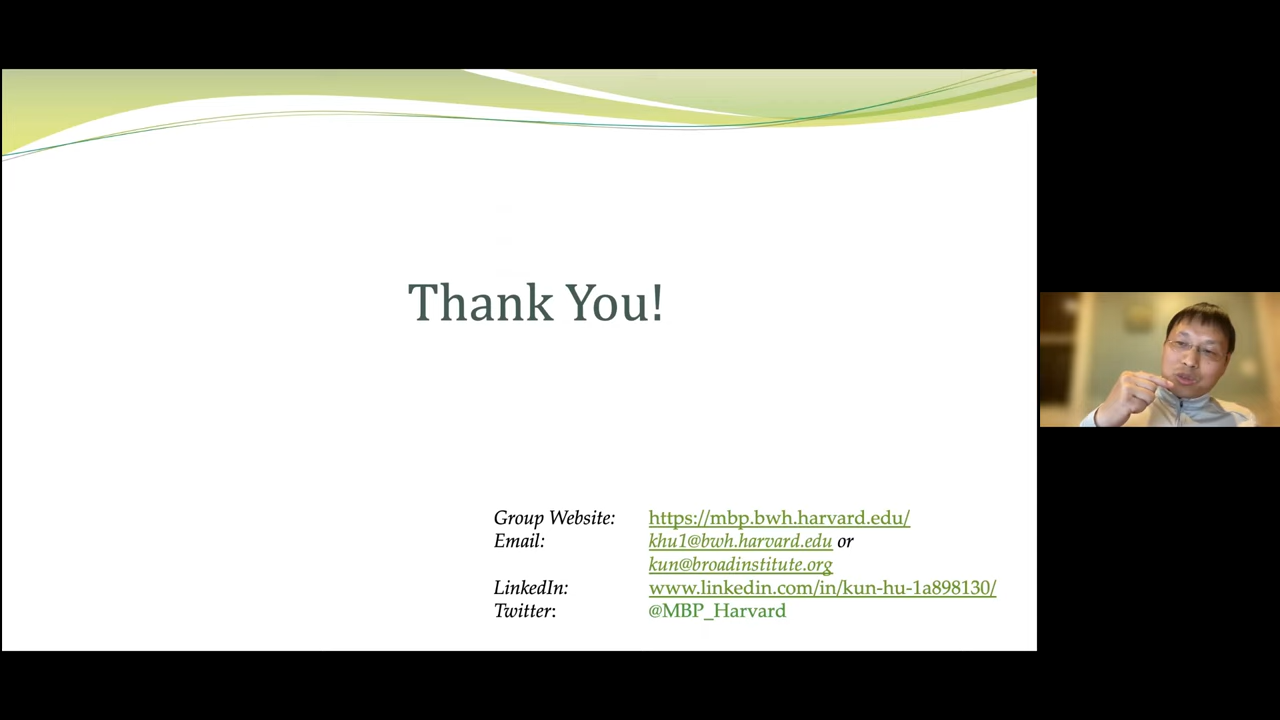 Thank You!
Group Website: https://mbp.bwh.harvard.edu/
Email: khu1@bwh.harvard.edu or
kun@broadinstitute.org
LinkedIn: www.linkedin.com/in/kun-hu-1a898130/
Twitter: @MBP_Harvard